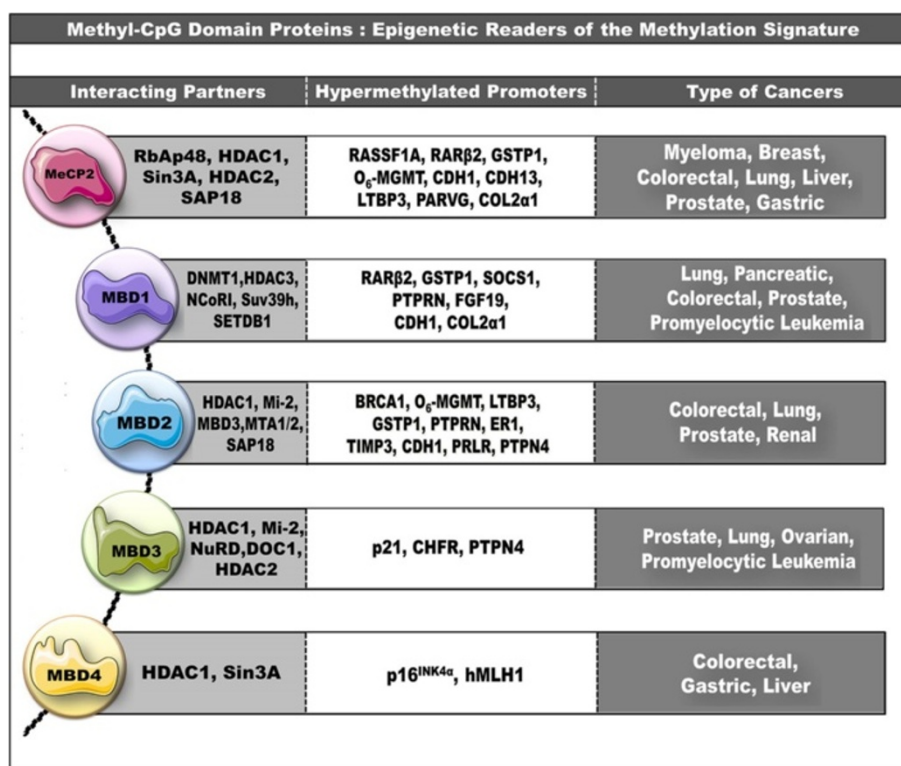 Methyl-CpG Domain Proteins : Epigenetic Readers of the Methylation Signature
Interacting Partners
Hypermethylated Promoters
Type of Cancers
MeCP2
RbAp48, HDAC1,
Sin3A, HDAC2,
SAP18
RASSF1A, RARβ2, GSTP1,
O₆-MGMT, CDH1, CDH13,
LTBP3, PARVG, COL2α1
Myeloma, Breast,
Colorectal, Lung, Liver,
Prostate, Gastric
MBD1
DNMT1,HDAC3,
NCoRI, Suv39h,
SETDB1
RARβ2, GSTP1, SOCS1,
PTPRN, FGF19,
CDH1, COL2α1
Lung, Pancreatic,
Colorectal, Prostate,
Promyelocytic Leukemia
MBD2
HDAC1, Mi-2,
MBD3,MTA1/2,
SAP18
BRCA1, O₆-MGMT, LTBP3,
GSTP1, PTPRN, ER1,
TIMP3, CDH1, PRLR, PTPN4
Colorectal, Lung,
Prostate, Renal
MBD3
HDAC1, Mi-2,
NuRD,DOC1,
HDAC2
p21, CHFR, PTPN4
Prostate, Lung, Ovarian,
Promyelocytic Leukemia
MBD4
HDAC1, Sin3A
p16ᴵᴺᴷ⁴ᵅ, hMLH1
Colorectal,
Gastric, Liver